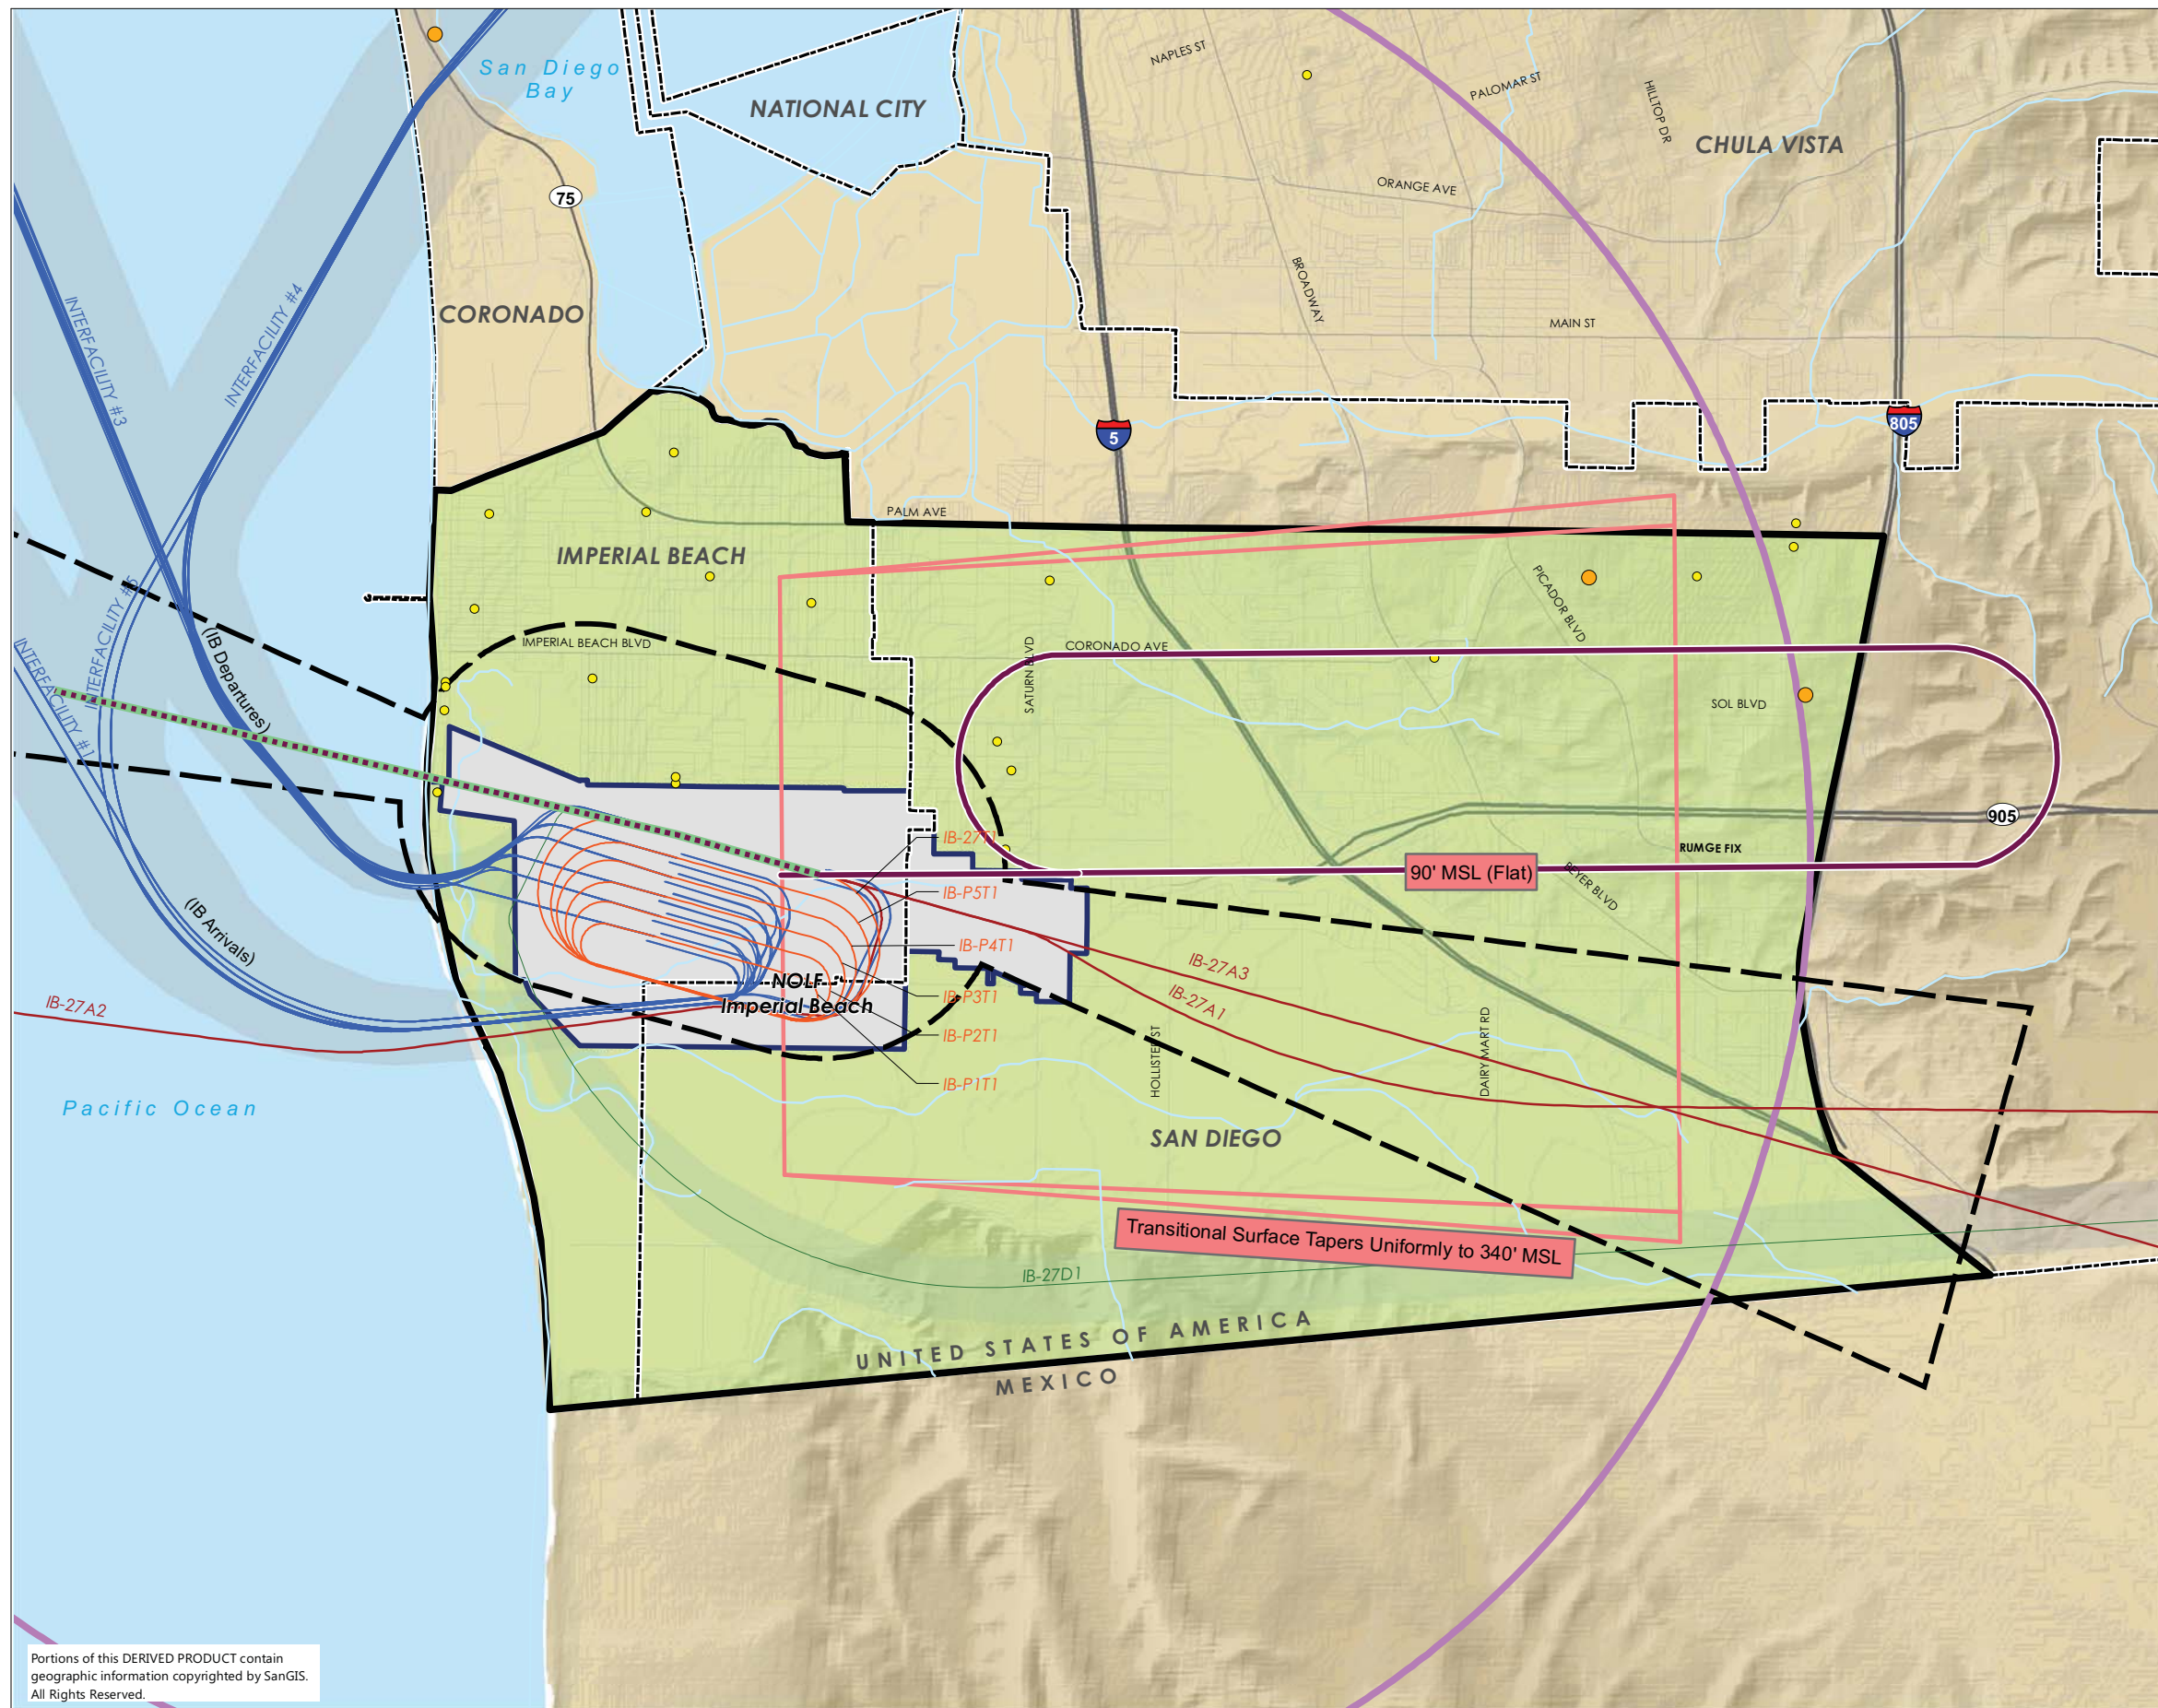 San Diego
Bay
NATIONAL CITY
NAPLES ST
PALOMAR ST
HILLTOP DR
CHULA VISTA
75
ORANGE AVE
BROADWAY
MAIN ST
CORONADO
INTERFACILITY #3
INTERFACILITY #4
5
805
PALM AVE
IMPERIAL BEACH
PICADOR BLVD
INTERFACILITY #5
INTERFACILITY #1
(IB Departures)
IMPERIAL BEACH BLVD
SATURN BLVD
CORONADO AVE
SOL BLVD
905
RUMGE FIX
BEYER BLVD
90' MSL (Flat)
IB-27T1
IB-P5T1
IB-P4T1
IB-P3T1
IB-P2T1
IB-P1T1
(IB Arrivals)
NOLF
Imperial Beach
IB-27A3
IB-27A1
IB-27A2
HOLLISTER ST
DAIRY MART RD
Pacific Ocean
SAN DIEGO
Transitional Surface Tapers Uniformly to 340' MSL
IB-27D1
UNITED STATES OF AMERICA
MEXICO
Portions of this DERIVED PRODUCT contain
geographic information copyrighted by SanGIS.
All Rights Reserved.